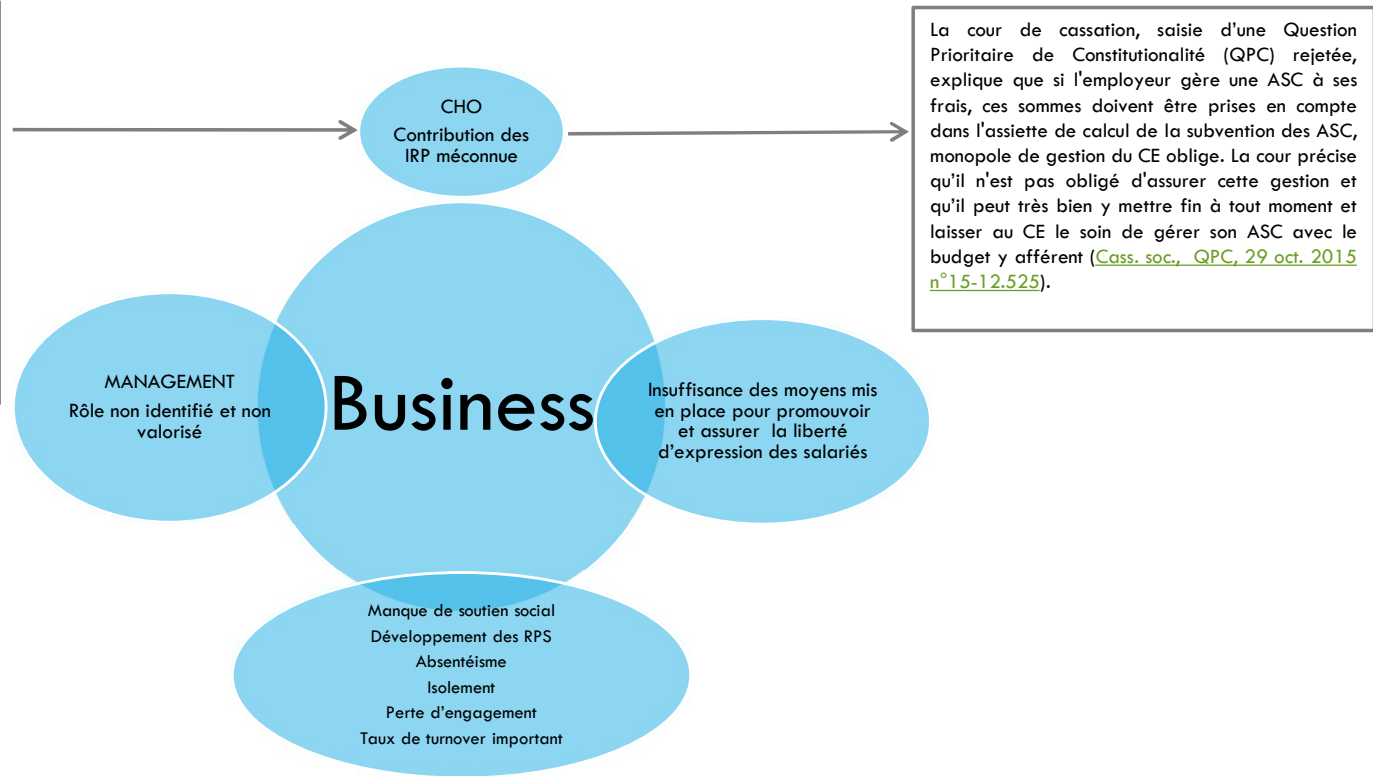 CHO
Contribution des
IRP méconnue
La cour de cassation, saisie d'une Question
Prioritaire de Constitutionalité (QPC) rejetée,
explique que si l'employeur gère une ASC à ses
frais, ces sommes doivent être prises en compte
dans l'assiette de calcul de la subvention des ASC,
monopole de gestion du CE oblige. La cour précise
qu'il n'est pas obligé d'assurer cette gestion et
qu'il peut très bien y mettre fin à tout moment et
laisser au CE le soin de gérer son ASC avec le
budget y afférent (Cass. soc., QPC, 29 oct. 2015
n°15-12.525).
MANAGEMENT
Rôle non identifié et non
valorisé
Business
Insuffisance des moyens mis
en place pour promouvoir
et assurer la liberté
d'expression des salariés
Manque de soutien social
Développement des RPS
Absentéisme
Isolement
Perte d'engagement
Taux de turnover important